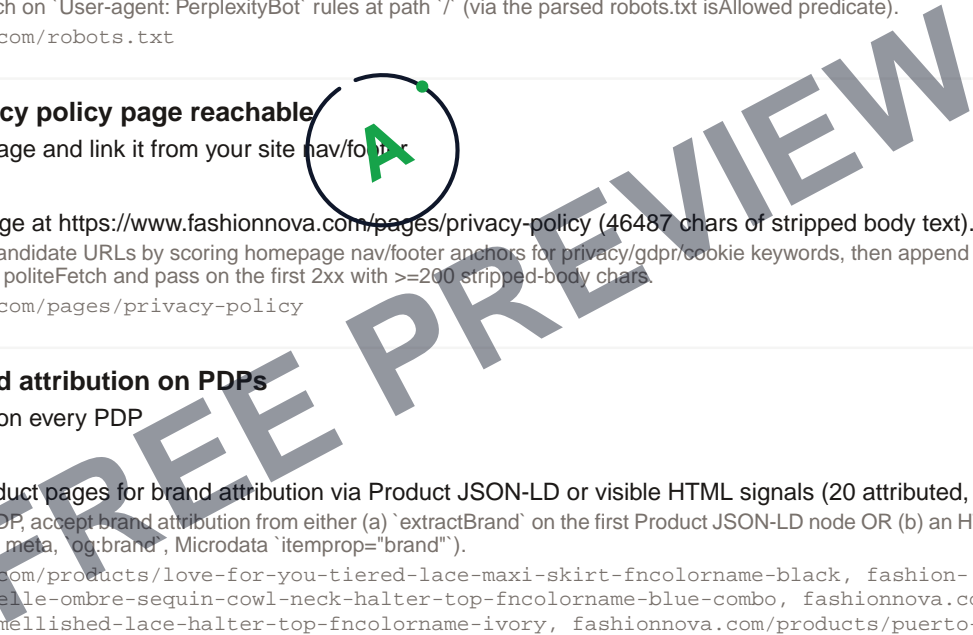 ch on `User-agent: PerplexityBot` rules at path `/` (via the parsed robots.txt isAllowed predicate).
com/robots.txt
cy policy page reachable
age and link it from your site nav/footer
A
ge at https://www.fashionnova.com/pages/privacy-policy (46487 chars of stripped body text).
andidate URLs by scoring homepage nav/footer anchors for privacy/gdpr/cookie keywords, then append
politeFetch and pass on the first 2xx with >=200 stripped-body chars.
com/pages/privacy-policy
FREE PREVIEW
d attribution on PDPs
on every PDP
duct pages for brand attribution via Product JSON-LD or visible HTML signals (20 attributed,
DP, accept brand attribution from either (a) `extractBrand` on the first Product JSON-LD node OR (b) an H
meta, `og:brand`, Microdata `itemprop="brand"`).
com/products/love-for-you-tiered-lace-maxi-skirt-fncolorname-black, fashion-
elle-ombre-sequin-cowl-neck-halter-top-fncolorname-blue-combo, fashionnova.co
mellished-lace-halter-top-fncolorname-ivory, fashionnova.com/products/puerto-